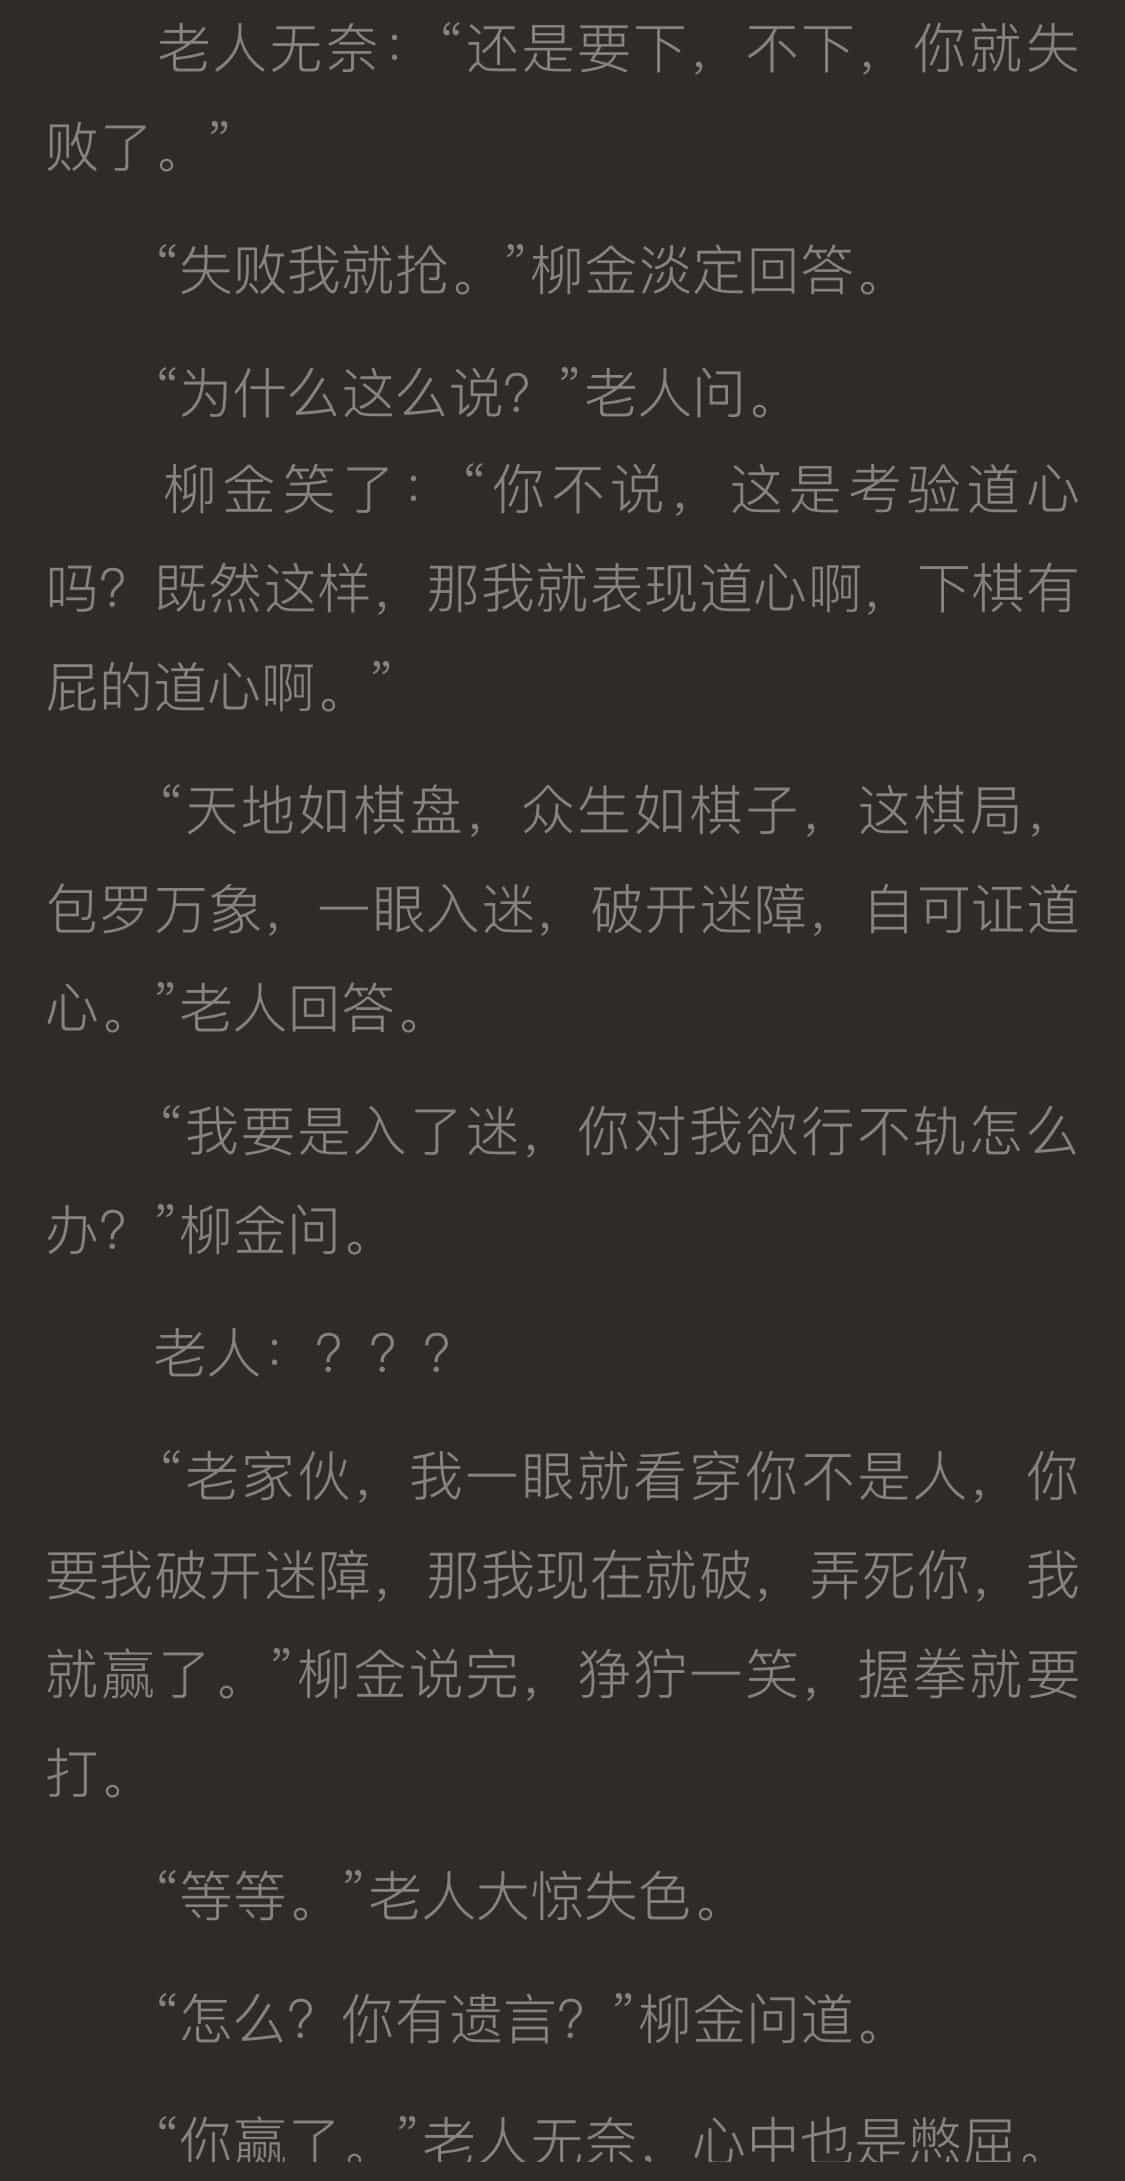 老人无奈：“还是要下，不下，你就失
败了。”
“失败我就抢。”柳金淡定回答。
“为什么这么说？”老人问。
柳金笑了：“你不说，这是考验道心
吗？既然这样，那我就表现道心啊，下棋有
屁的道心啊。”
“天地如棋盘，众生如棋子，这棋局，
包罗万象，一眼入迷，破开迷障，自可证道
心。”老人回答。
“我要是入了迷，你对我欲行不轨怎么
办？”柳金问。
老人：？？？
“老家伙，我一眼就看穿你不是人，你
要我破开迷障，那我现在就破，弄死你，我
就赢了。”柳金说完，狰狞一笑，握拳就要
打。
“等等。”老人大惊失色。
“怎么？你有遗言？”柳金问道。
“你赢了。”老人无奈，心中也是憋屈。